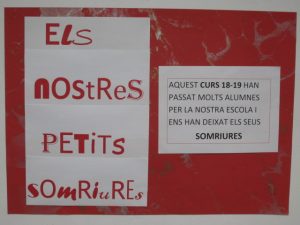 ELS
NOStReS
PETiTS
SOMRiUREs
AQUEST CURS 18-19 HAN
PASSAT MOLTS ALUMNES
PER LA NOSTRA ESCOLA I
ENS HAN DEIXAT ELS SEUS
SOMRIURES